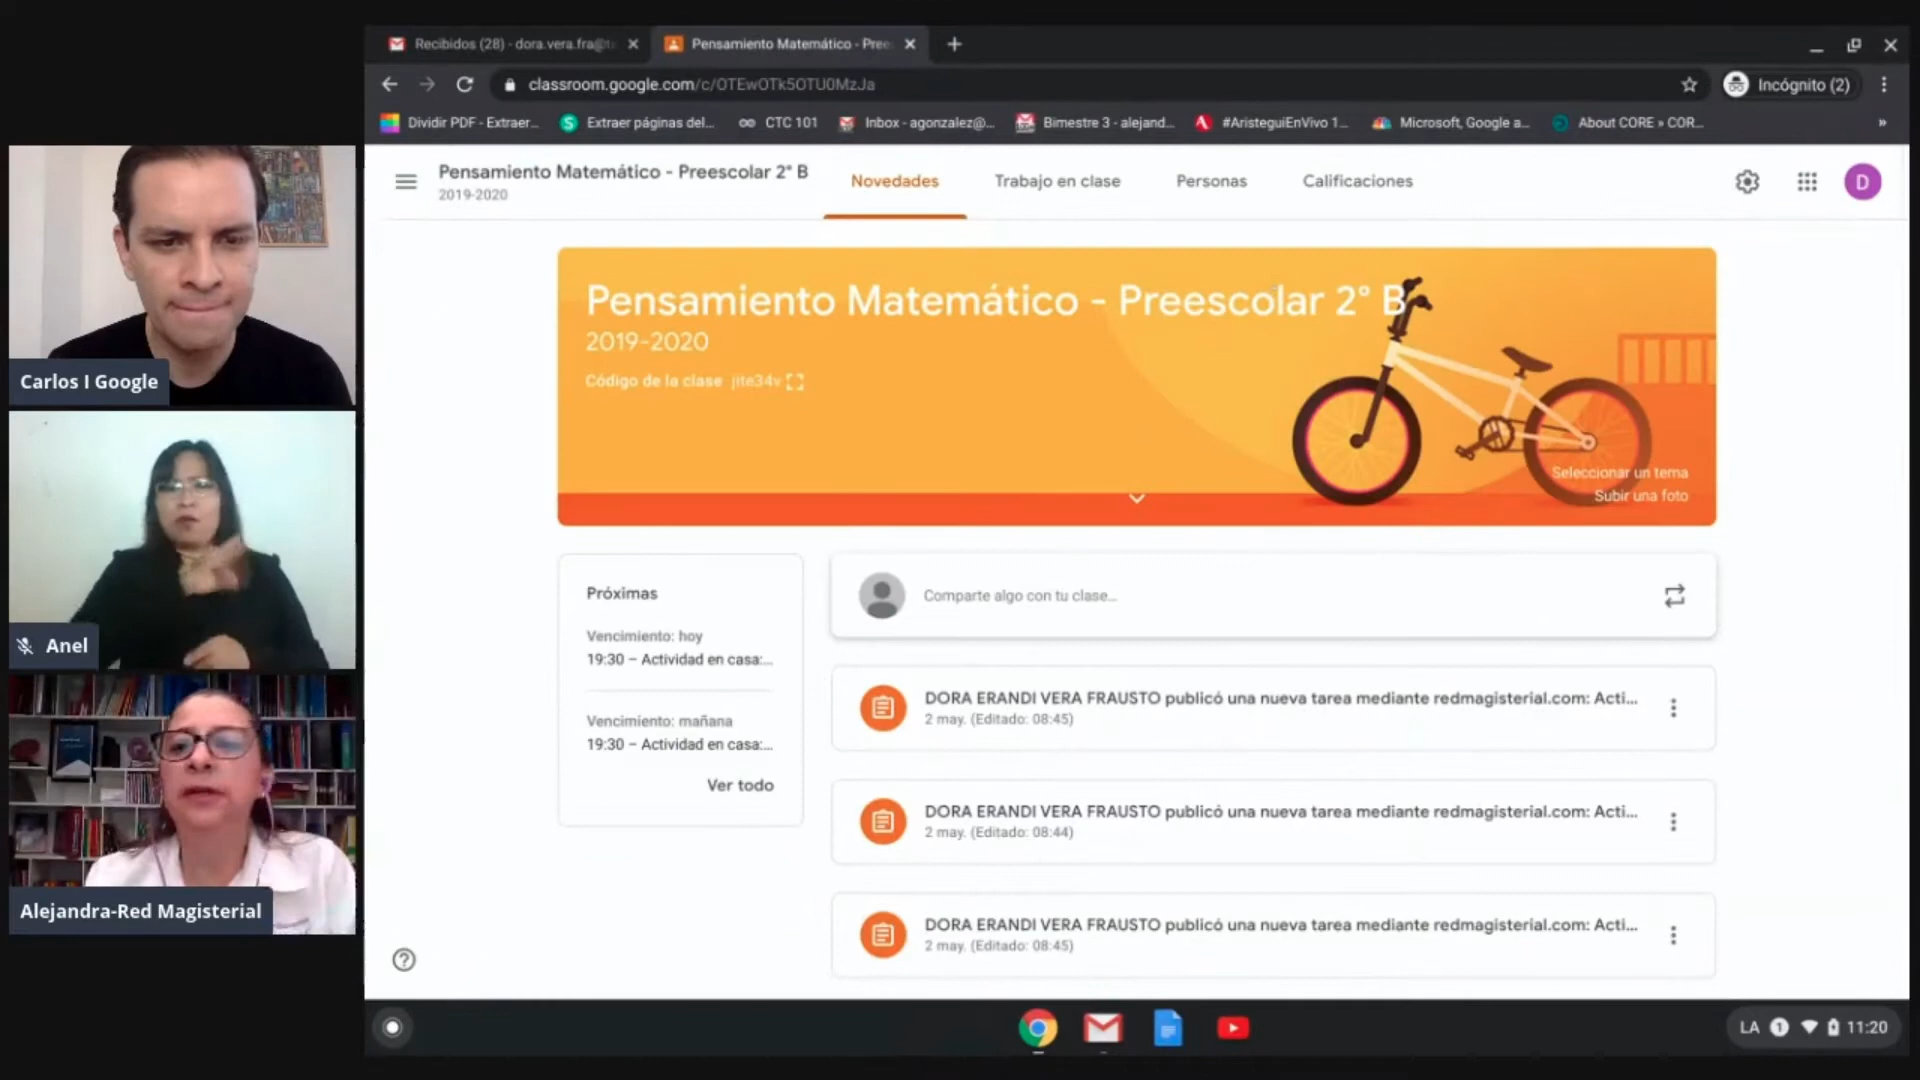 Recibidos (28) - dora.vera.fra@t
Pensamiento Matemático - Pree
classroom.google.com/c/OTEwOTk5OTU0MzJa
Incógnito (2)
Dividir PDF - Extraer...
Extraer páginas del...
CTC 101
Inbox - agonzalez@...
Bimestre 3 - alejand...
#AristeguiEnVivo 1...
Microsoft, Google a...
About CORE » COR...
»
Pensamiento Matemático - Preescolar 2° B
2019-2020
Novedades
Trabajo en clase
Personas
Calificaciones
D
Pensamiento Matemático - Preescolar 2° B
2019-2020
Código de la clase jite34v
Seleccionar un tema
Subir una foto
Próximas
Vencimiento: hoy
19:30 – Actividad en casa:...
Vencimiento: mañana
19:30 – Actividad en casa:...
Ver todo
Comparte algo con tu clase...
DORA ERANDI VERA FRAUSTO publicó una nueva tarea mediante redmagisterial.com: Acti...
2 may. (Editado: 08:45)
DORA ERANDI VERA FRAUSTO publicó una nueva tarea mediante redmagisterial.com: Acti...
2 may. (Editado: 08:44)
DORA ERANDI VERA FRAUSTO publicó una nueva tarea mediante redmagisterial.com: Acti...
2 may. (Editado: 08:45)
Carlos I Google
Anel
Alejandra-Red Magisterial
LA 1 11:20